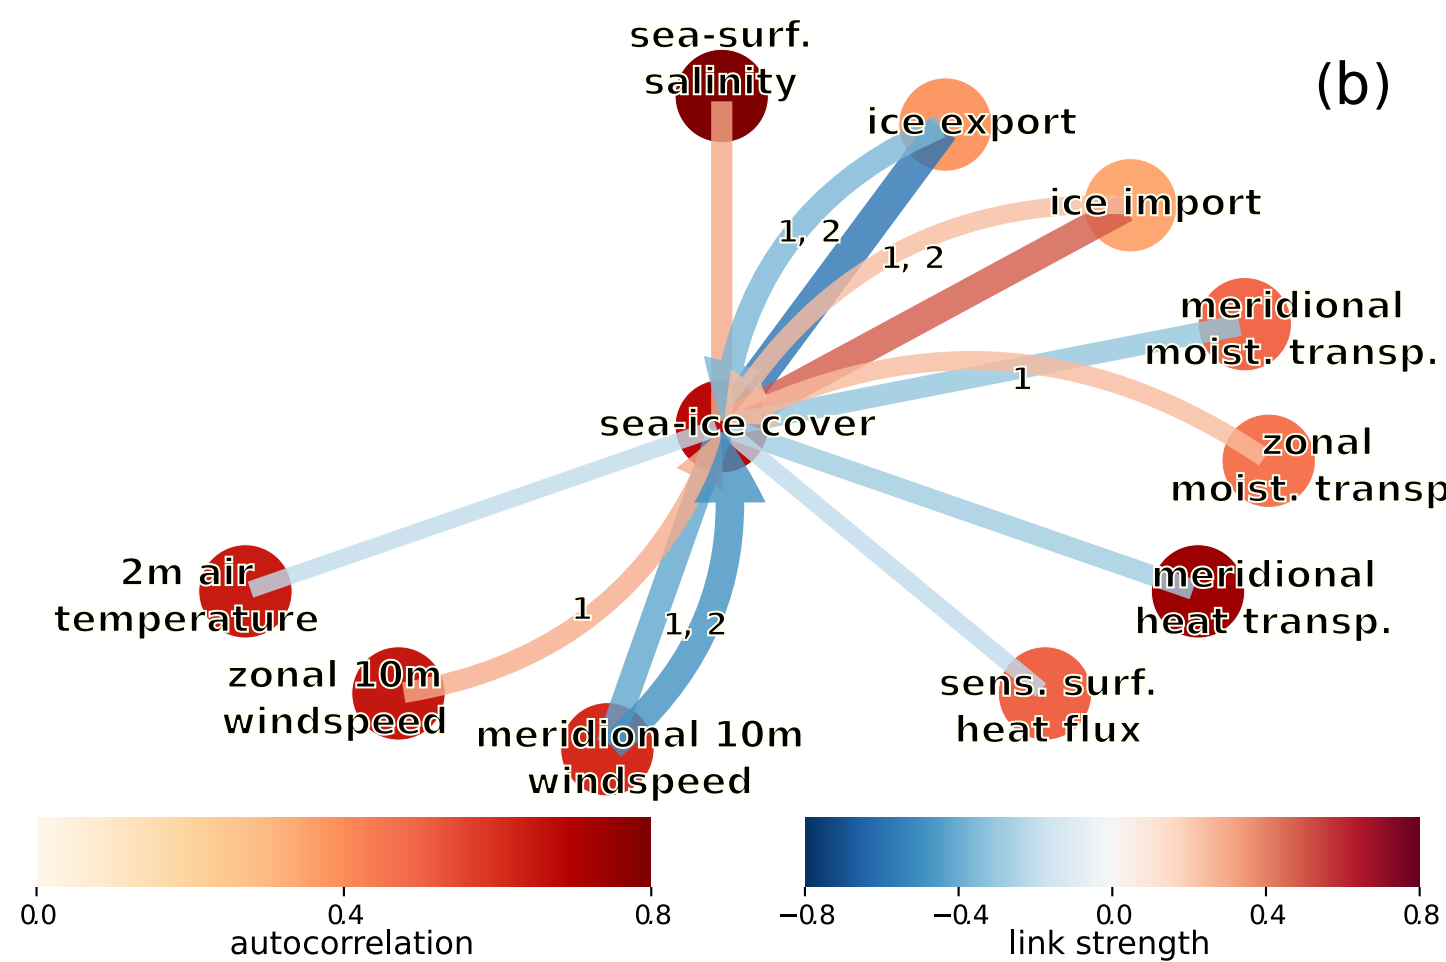 sea-surf.
salinity
(b)
ice export
ice import
1, 2
1, 2
meridional
moist. transp.
1
sea-ice cover
zonal
moist. transp
2m air
temperature
meridional
heat transp.
1
1, 2
zonal 10m
windspeed
sens. surf.
heat flux
meridional 10m
windspeed
0.0 0.4 0.8
autocorrelation
−0.8 −0.4 0.0 0.4 0.8
link strength